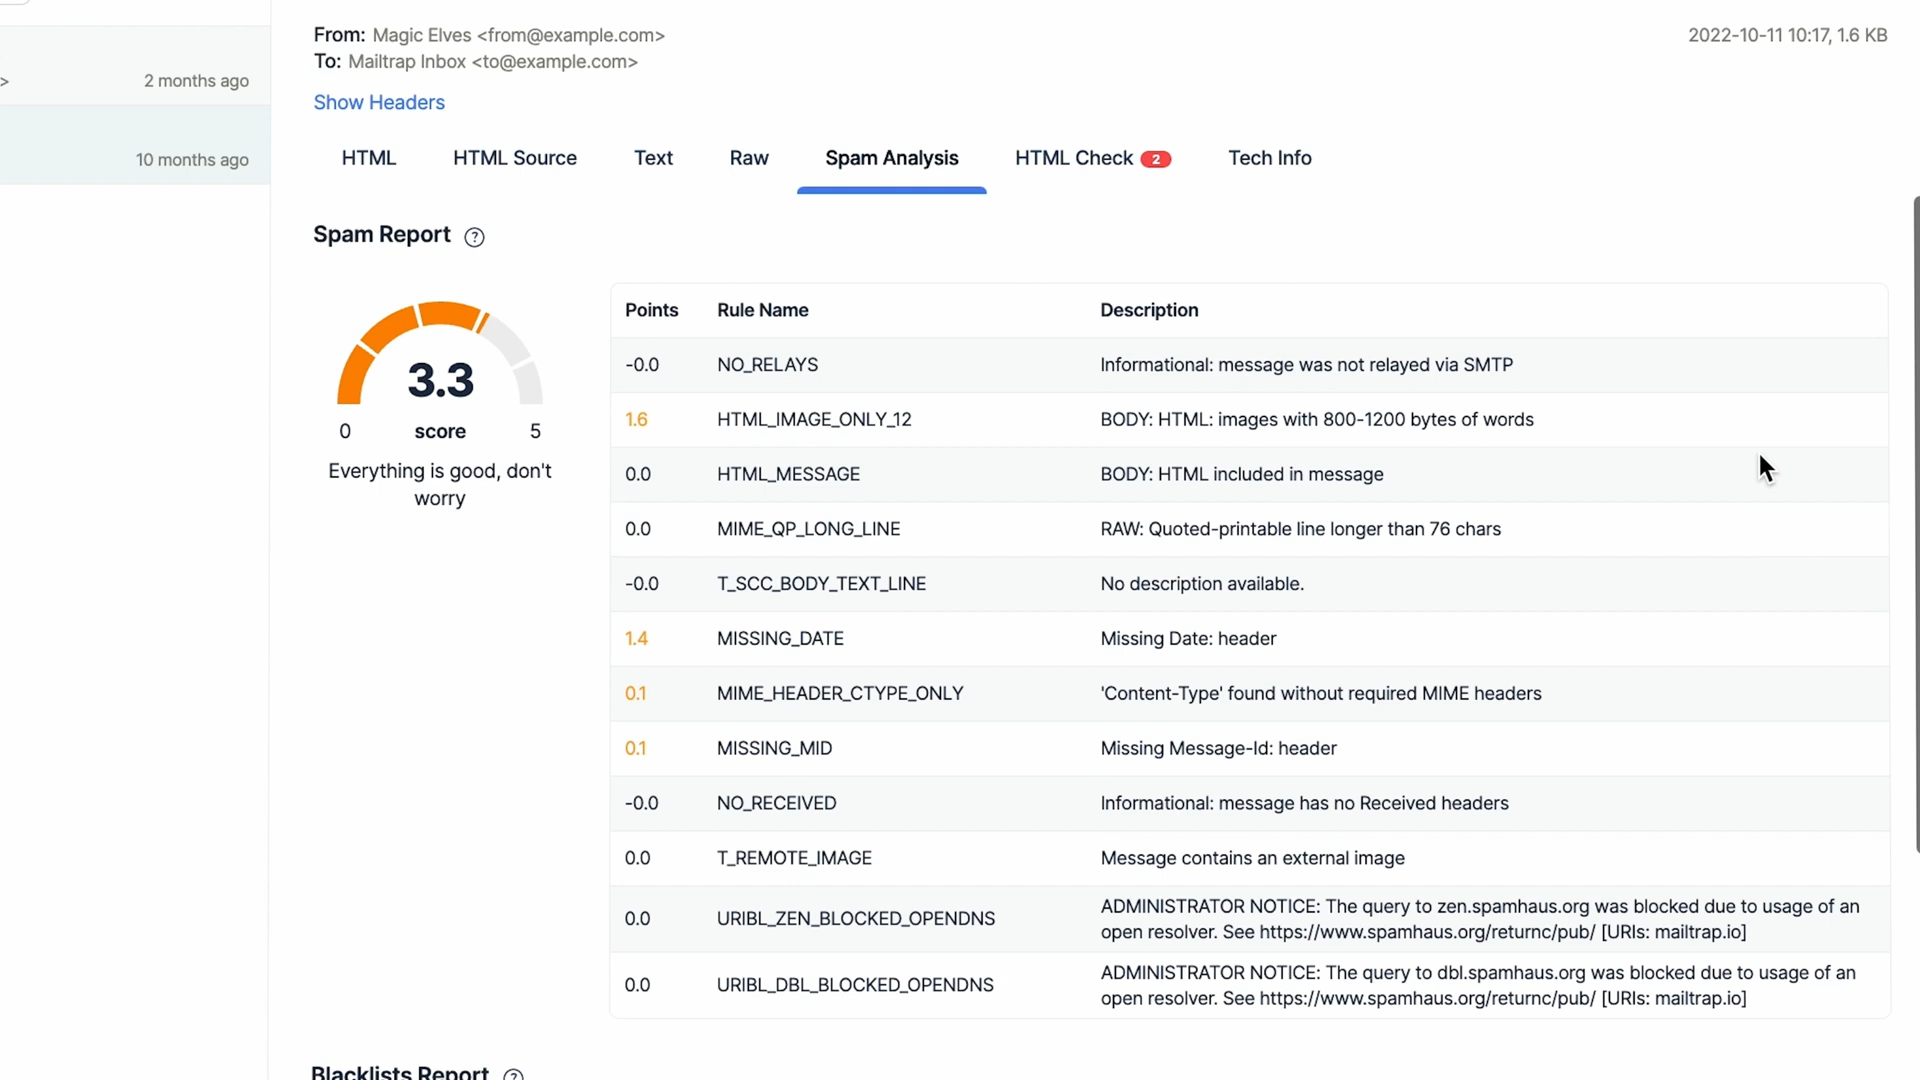 From: Magic Elves <from@example.com>
2022-10-11 10:17, 1.6 KB
To: Mailtrap Inbox <to@example.com>
>
2 months ago
Show Headers
10 months ago
HTML
HTML Source
Text
Raw
Spam Analysis
HTML Check 2
Tech Info
Spam Report ?
3.3
0 score 5
Everything is good, don't
worry
Points Rule Name Description
-0.0 NO_RELAYS Informational: message was not relayed via SMTP
1.6 HTML_IMAGE_ONLY_12 BODY: HTML: images with 800-1200 bytes of words
0.0 HTML_MESSAGE BODY: HTML included in message
0.0 MIME_QP_LONG_LINE RAW: Quoted-printable line longer than 76 chars
-0.0 T_SCC_BODY_TEXT_LINE No description available.
1.4 MISSING_DATE Missing Date: header
0.1 MIME_HEADER_CTYPE_ONLY 'Content-Type' found without required MIME headers
0.1 MISSING_MID Missing Message-Id: header
-0.0 NO_RECEIVED Informational: message has no Received headers
0.0 T_REMOTE_IMAGE Message contains an external image
0.0 URIBL_ZEN_BLOCKED_OPENDNS ADMINISTRATOR NOTICE: The query to zen.spamhaus.org was blocked due to usage of an
open resolver. See https://www.spamhaus.org/returnc/pub/ [URIs: mailtrap.io]
0.0 URIBL_DBL_BLOCKED_OPENDNS ADMINISTRATOR NOTICE: The query to dbl.spamhaus.org was blocked due to usage of an
open resolver. See https://www.spamhaus.org/returnc/pub/ [URIs: mailtrap.io]
Blacklists Report ?